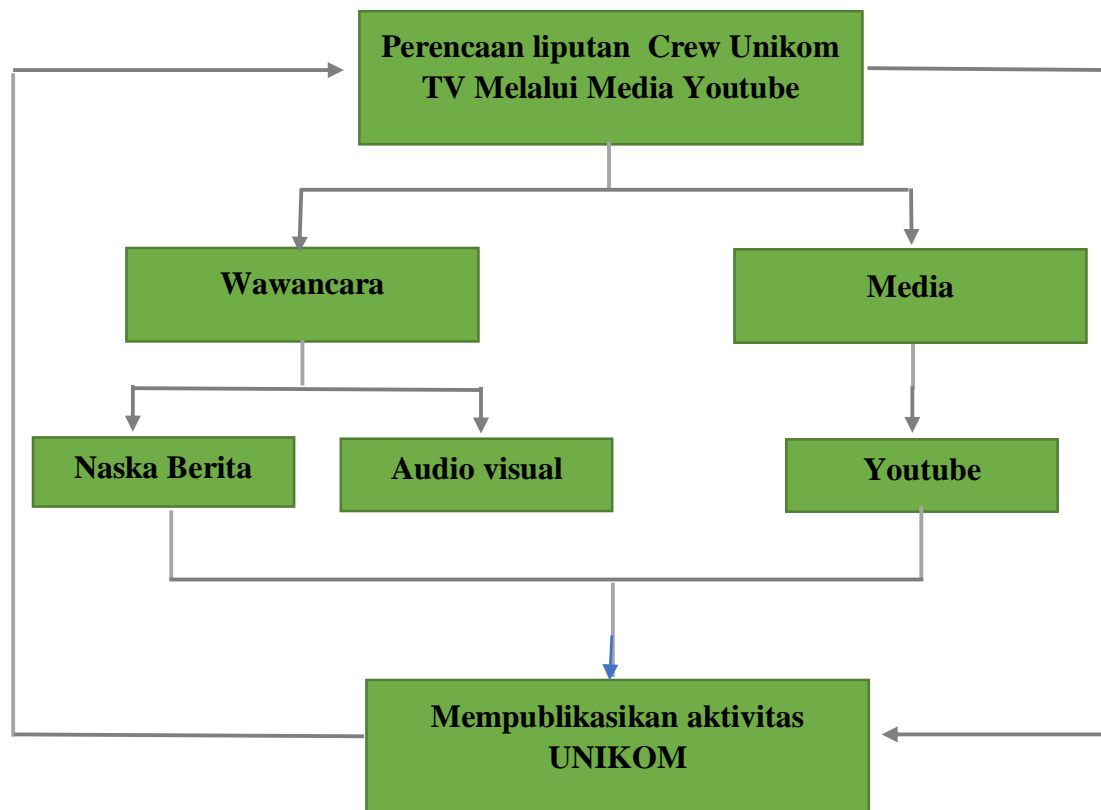 Perencaan liputan Crew Unikom
TV Melalui Media Youtube
Wawancara
Media
Naska Berita
Audio visual
Youtube
Mempublikasikan aktivitas
UNIKOM